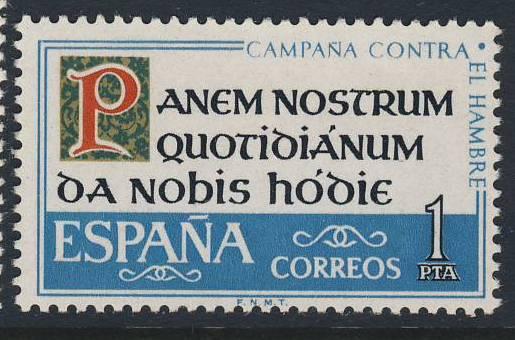 CAMPAÑA CONTRA • EL HAMBRE
PANEM NOSTRUM
QUOTIDIÁNUM
DA NOBIS HÓDIE
ESPAÑA
CORREOS
1
PTA
F.N.M.T.